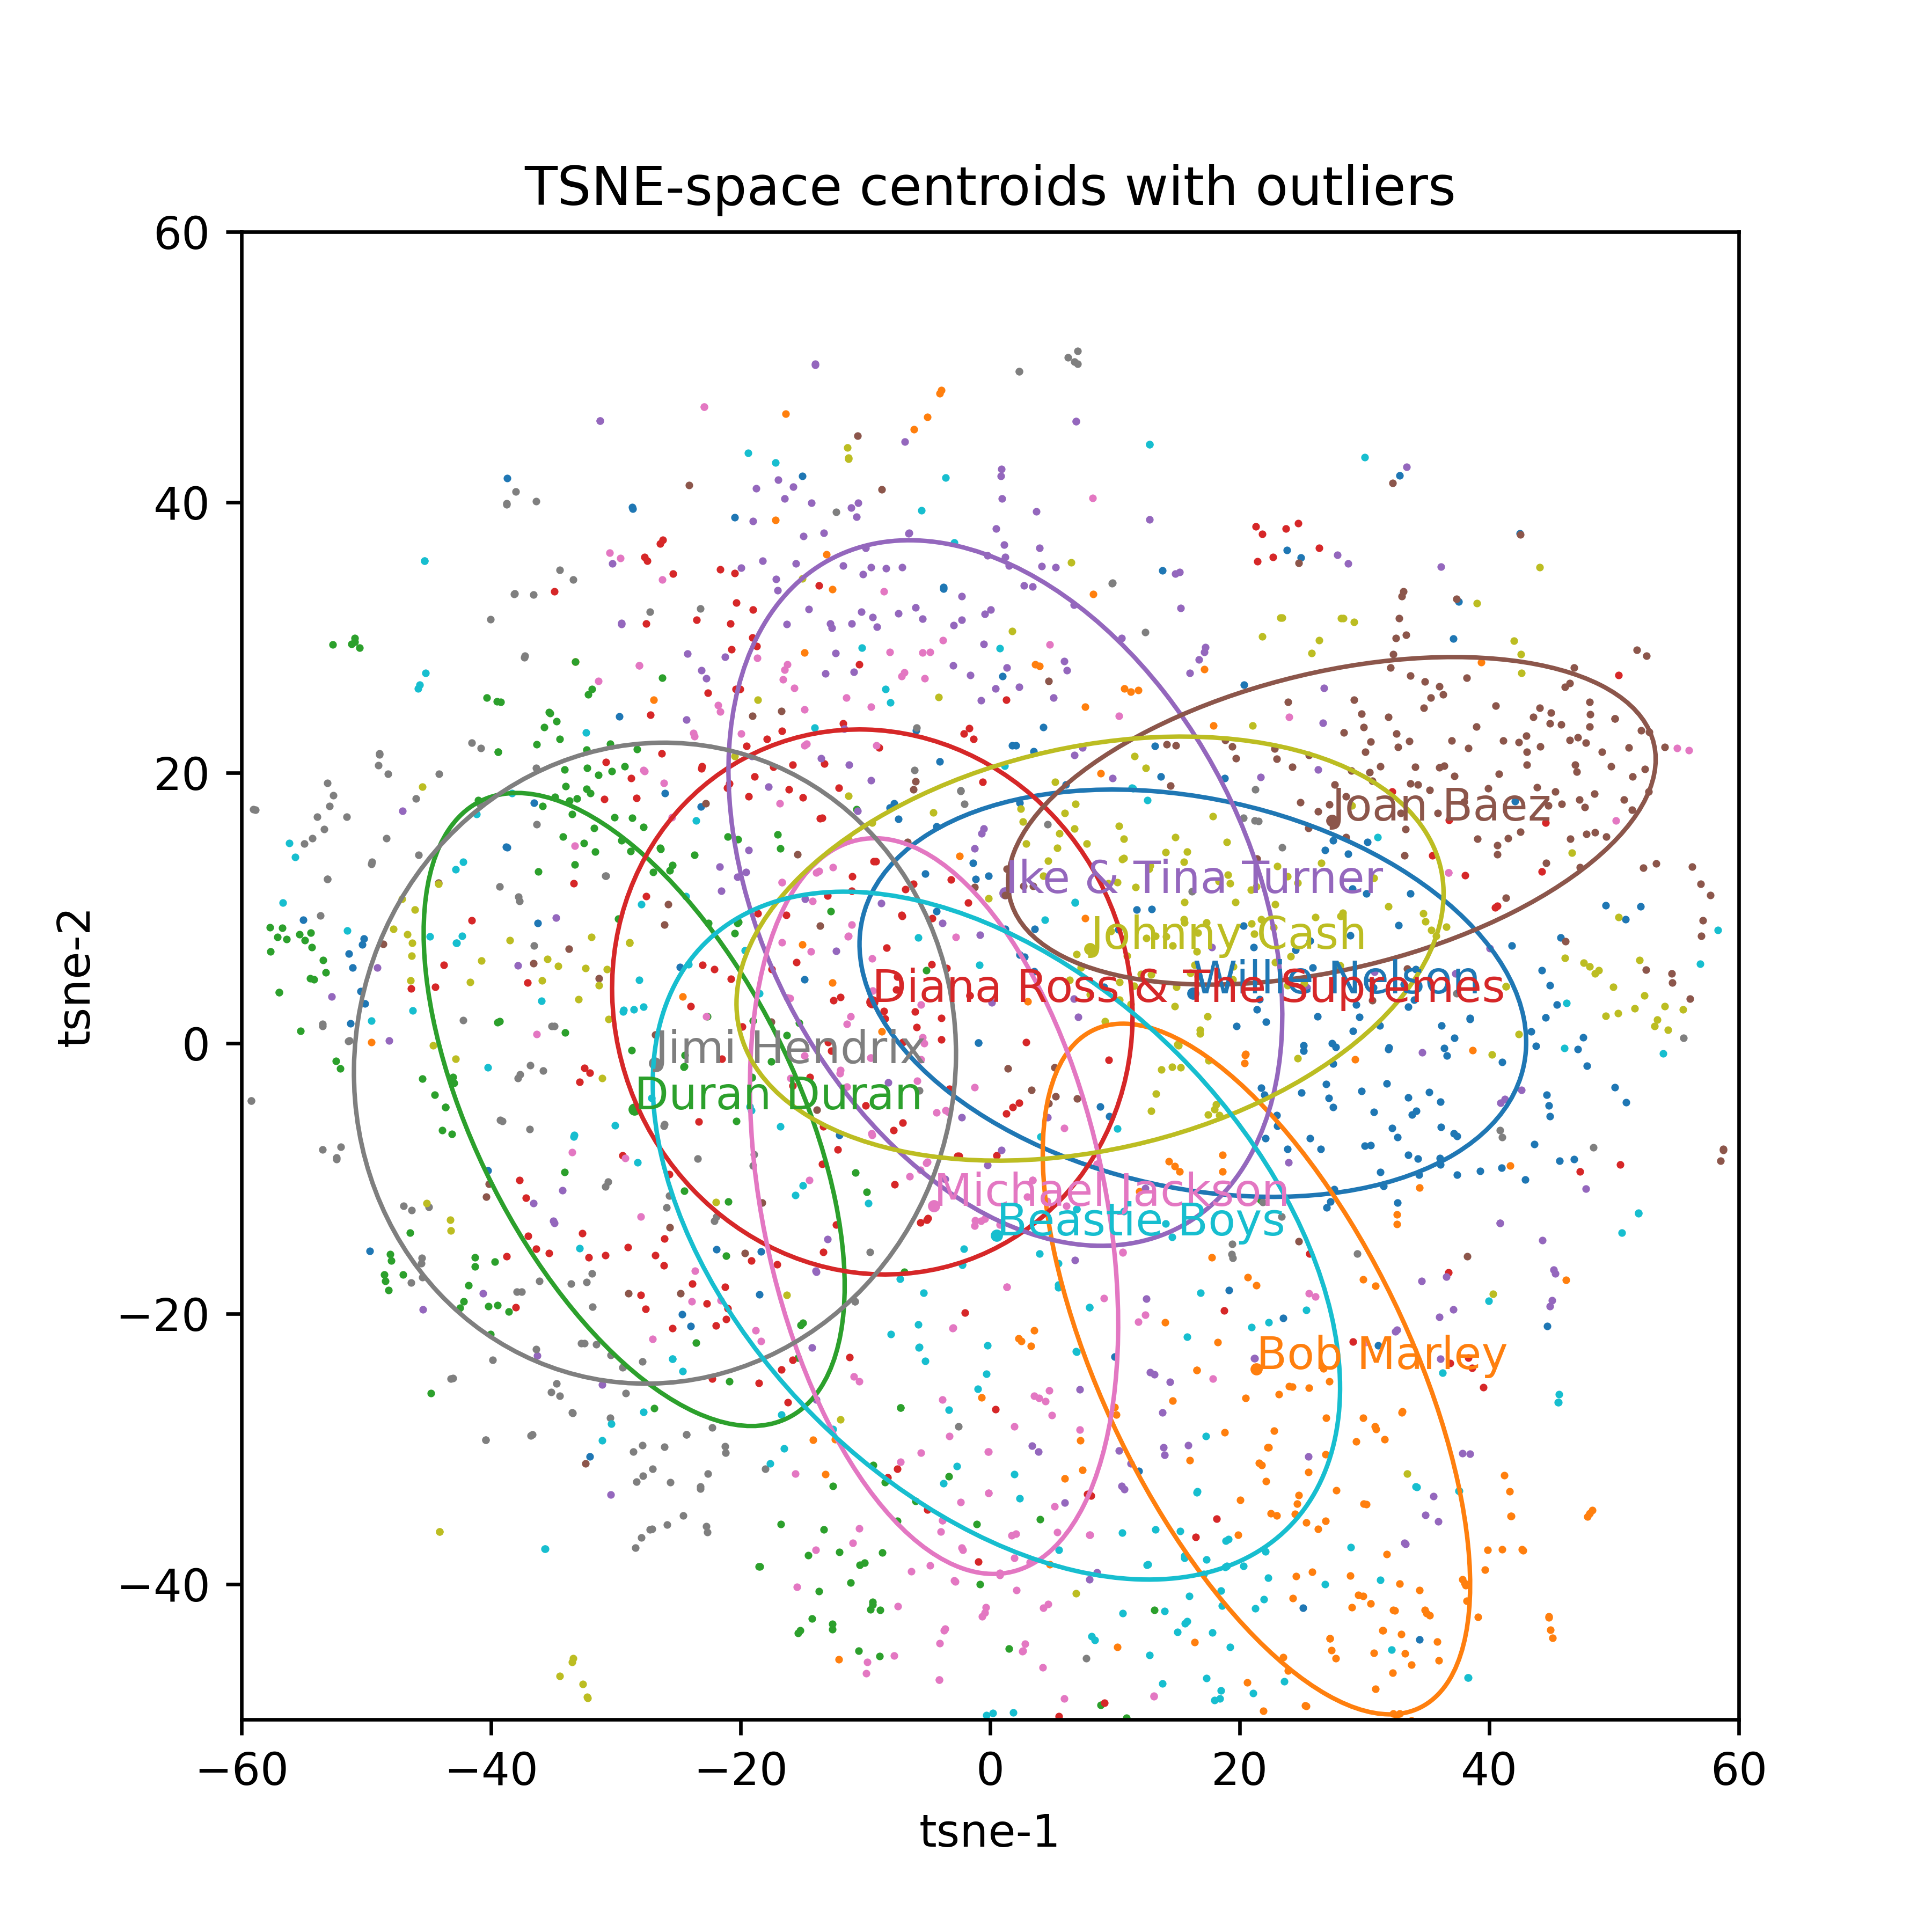 TSNE-space centroids with outliers
60
40
20
0
−20
−40
tsne-2
Joan Baez
Ike & Tina Turner
Johnny Cash
Willie Nelson
Diana Ross & The Supremes
Jimi Hendrix
Duran Duran
Michael Jackson
Beastie Boys
Bob Marley
−60
−40
−20
0
20
40
60
tsne-1